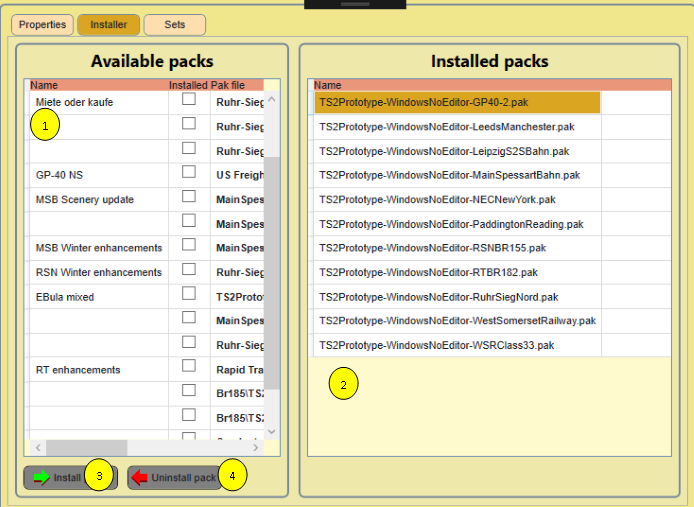 Properties Installer Sets
Available packs
Name Installed Pak file
Miete oder kaufe Ruhr-Sieg
1 Ruhr-Sieg
Ruhr-Sieg
GP-40 NS US Freigh
MSB Scenery update MainSpes
MainSpes
MSB Winter enhancements MainSpes
RSN Winter enhancements Ruhr-Sieg
EBula mixed TS2Proto
MainSpes
Ruhr-Sieg
RT enhancements Rapid Tra
Br185\TS2
Br185\TS2
Install 3 Uninstall pack 4
Installed packs
Name
TS2Prototype-WindowsNoEditor-GP40-2.pak
TS2Prototype-WindowsNoEditor-LeedsManchester.pak
TS2Prototype-WindowsNoEditor-LeipzigS2SBahn.pak
TS2Prototype-WindowsNoEditor-MainSpessartBahn.pak
TS2Prototype-WindowsNoEditor-NECNewYork.pak
TS2Prototype-WindowsNoEditor-PaddingtonReading.pak
TS2Prototype-WindowsNoEditor-RSNBR155.pak
TS2Prototype-WindowsNoEditor-RTBR182.pak
TS2Prototype-WindowsNoEditor-RuhrSiegNord.pak
TS2Prototype-WindowsNoEditor-WestSomersetRailway.pak
TS2Prototype-WindowsNoEditor-WSRClass33.pak
2